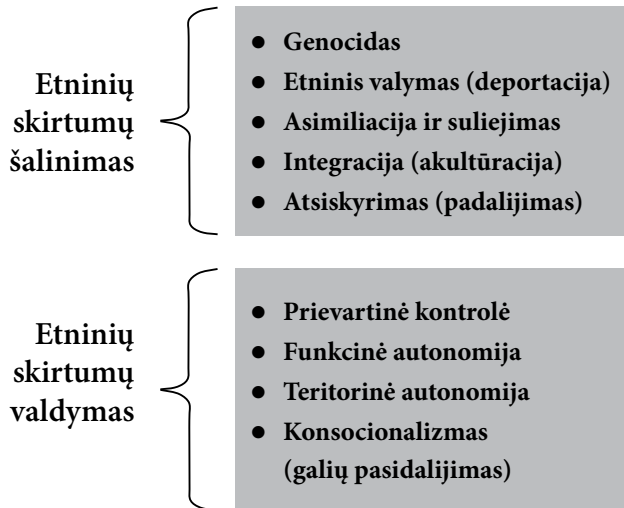 Etninių
skirtumų
šalinimas
● Genocidas
● Etninis valymas (deportacija)
● Asimiliacija ir suliejimas
● Integracija (akultūracija)
● Atsiskyrimas (padalijimas)
Etninių
skirtumų
valdymas
● Prievartinė kontrolė
● Funkcinė autonomija
● Teritorinė autonomija
● Konsocionalizmas
(galių pasidalijimas)